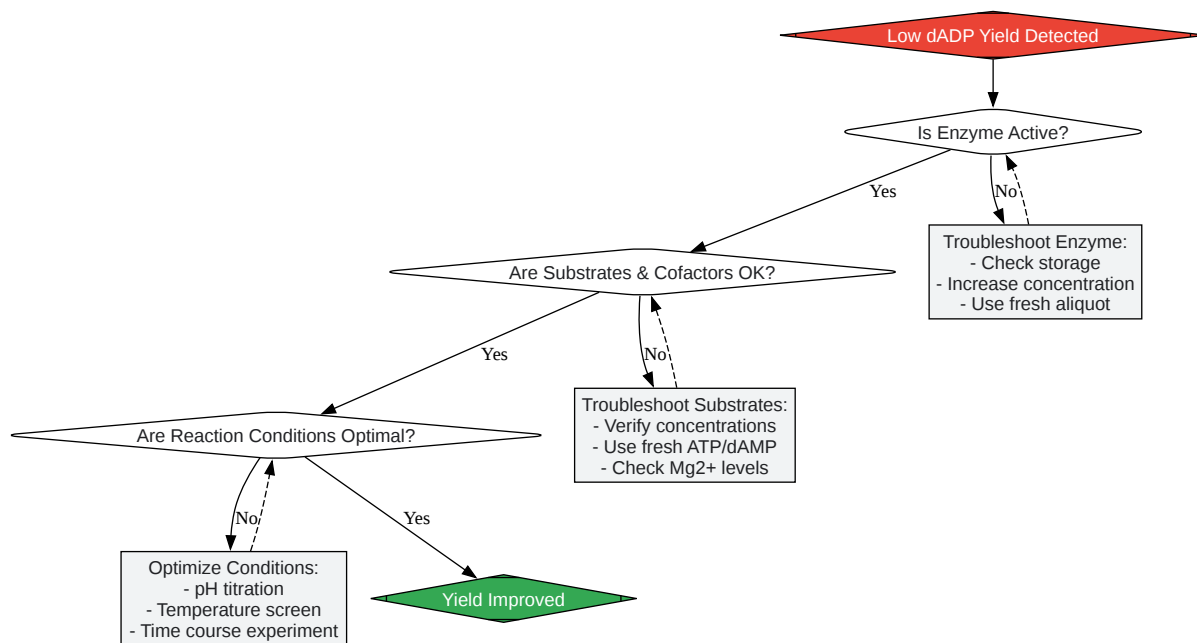 Low dADP Yield Detected
Is Enzyme Active?
Yes
No
Troubleshoot Enzyme:
- Check storage
- Increase concentration
- Use fresh aliquot
Are Substrates & Cofactors OK?
Yes
No
Troubleshoot Substrates:
- Verify concentrations
- Use fresh ATP/dAMP
- Check Mg2+ levels
Are Reaction Conditions Optimal?
No
Yes
Optimize Conditions:
- pH titration
- Temperature screen
- Time course experiment
Yield Improved